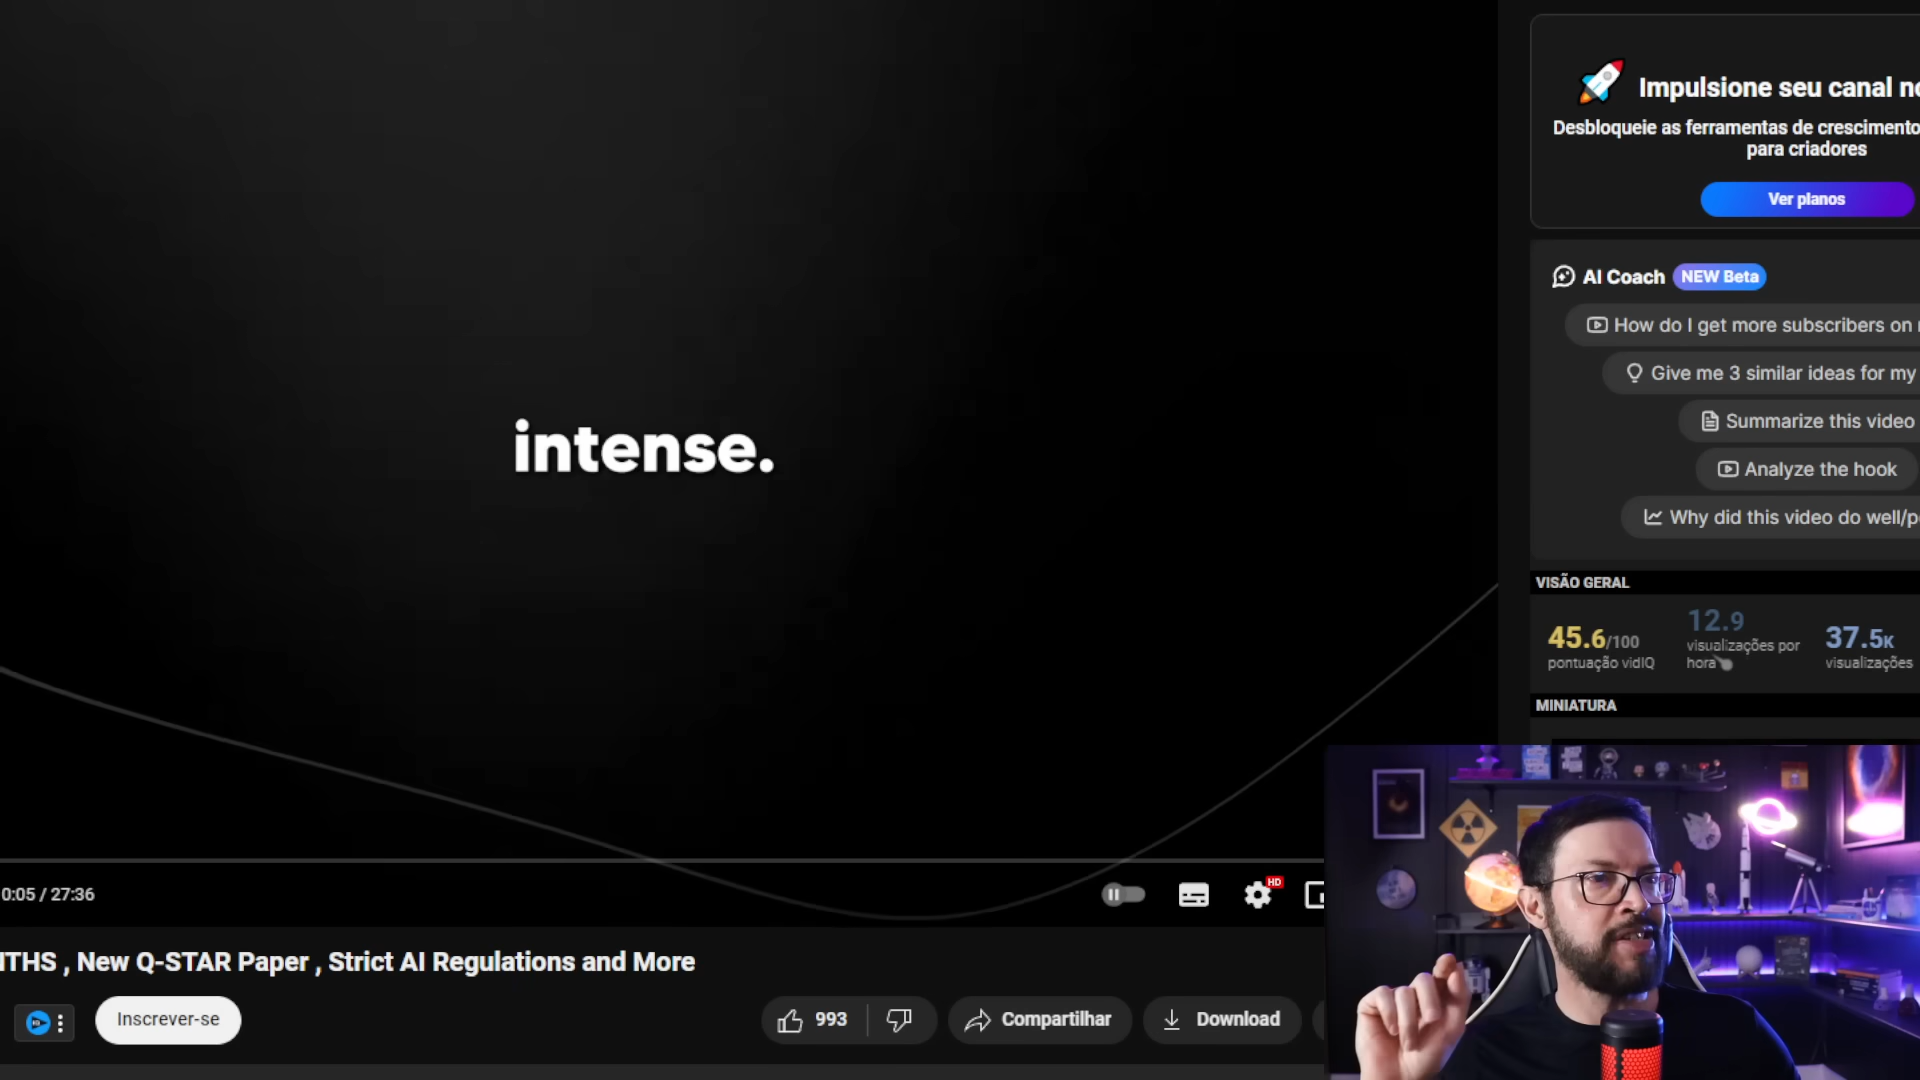 Impulsione seu canal no
Desbloqueie as ferramentas de crescimento
para criadores
Ver planos
AI Coach NEW Beta
How do I get more subscribers on
Give me 3 similar ideas for my
Summarize this video
Analyze the hook
Why did this video do well/p
intense.
VISÃO GERAL
45.6/100
pontuação vidIQ
12.9
visualizações por
hora
37.5K
visualizações
MINIATURA
0:05 / 27:36
HD
NTHS , New Q-STAR Paper , Strict AI Regulations and More
Inscrever-se
993
Compartilhar
Download